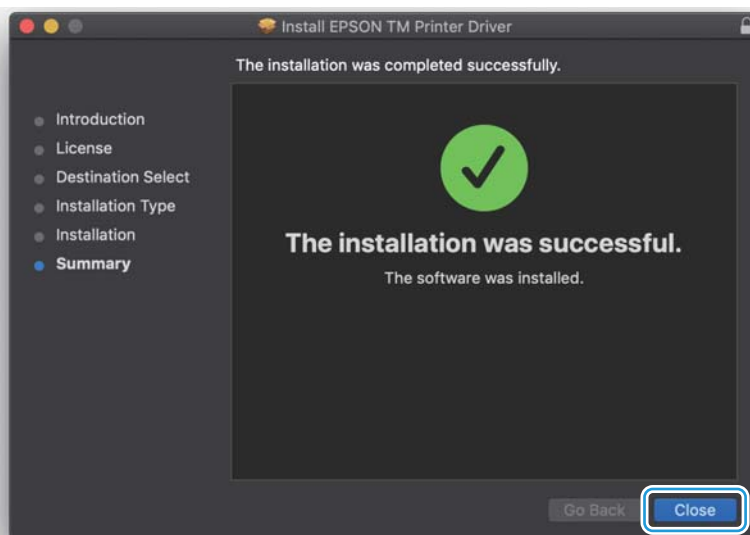 Install EPSON TM Printer Driver
The installation was completed successfully.
Introduction
License
Destination Select
Installation Type
Installation
Summary
The installation was successful.
The software was installed.
Go Back
Close